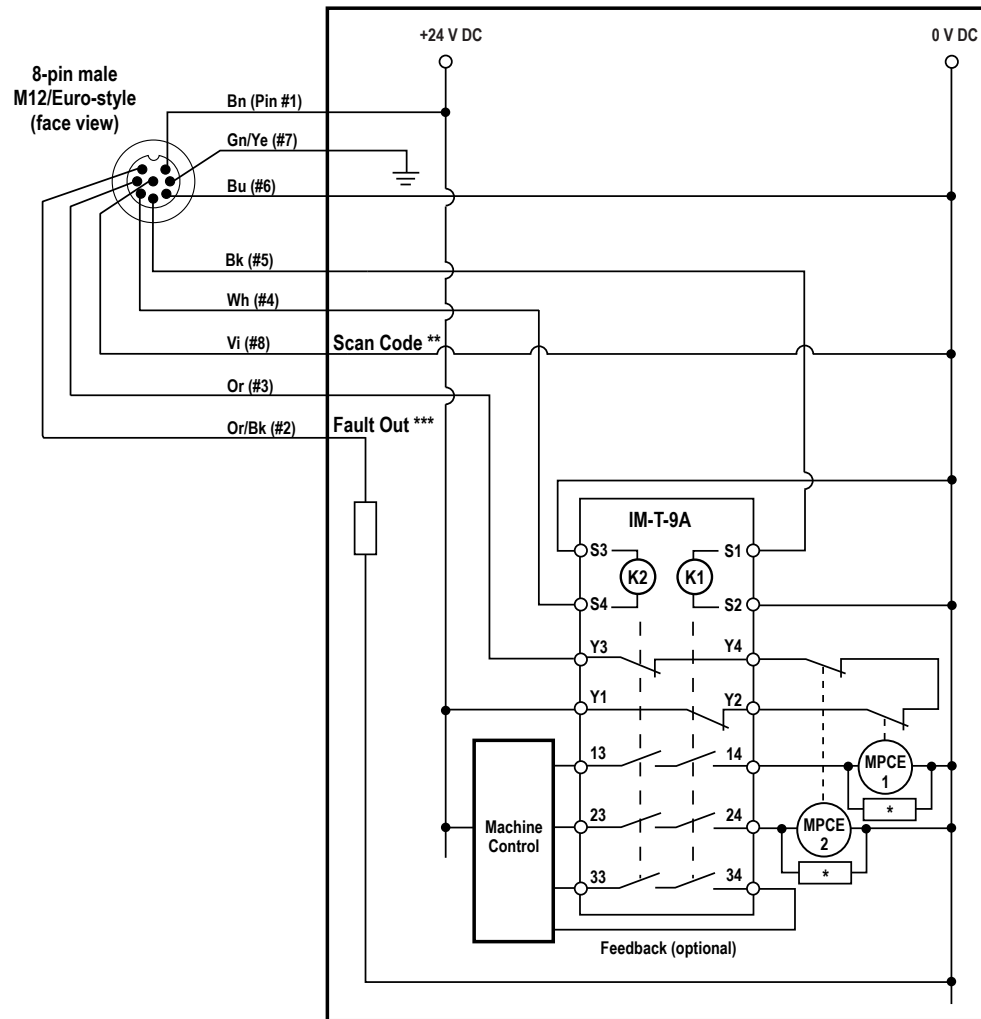 +24 V DC
0 V DC
8-pin male
M12/Euro-style
(face view)
Bn (Pin #1)
Gn/Ye (#7)
Bu (#6)
Bk (#5)
Wh (#4)
Vi (#8)
Scan Code **
Or (#3)
Or/Bk (#2)
Fault Out ***
IM-T-9A
S3
S1
K2
K1
S4
S2
Y3
Y4
Y1
Y2
13
14
MPCE
1
*
23
24
MPCE
2
*
Machine
Control
33
34
Feedback (optional)